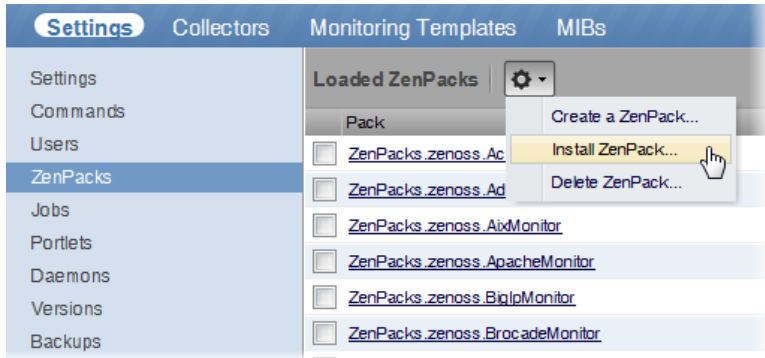 Settings Collectors Monitoring Templates MIBs
Settings
Commands
Users
ZenPacks
Jobs
Portlets
Daemons
Versions
Backups
Loaded ZenPacks
Create a ZenPack...
Install ZenPack...
Delete ZenPack...
Pack
ZenPacks.zenoss.Ac
ZenPacks.zenoss.Ad
ZenPacks.zenoss.AixMonitor
ZenPacks.zenoss.ApacheMonitor
ZenPacks.zenoss.BigIpMonitor
ZenPacks.zenoss.BrocadeMonitor